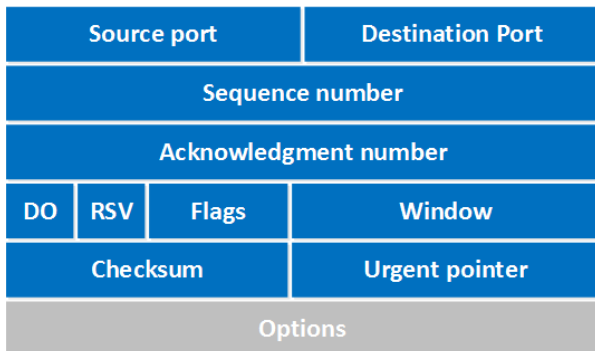 Source port Destination Port
Sequence number
Acknowledgment number
DO RSV Flags Window
Checksum Urgent pointer
Options